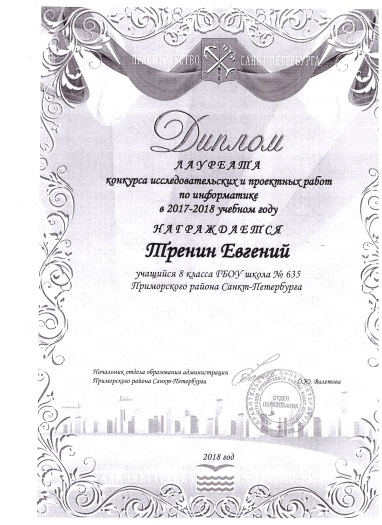 ПРАВИТЕЛЬСТВО САНКТ-ПЕТЕРБУРГА
Диплом
ЛАУРЕАТА
конкурса исследовательских и проектных работ
по информатике
в 2017-2018 учебном году
НАГРАЖДАЕТСЯ
Тренин Евгений
учащийся 8 класса ГБОУ школа № 635
Приморского района Санкт-Петербурга
Начальник отдела образования администрации
Приморского района Санкт-Петербурга
О.Ю. Валетова
ОТДЕЛ
ОБРАЗОВАНИЯ
2018 год